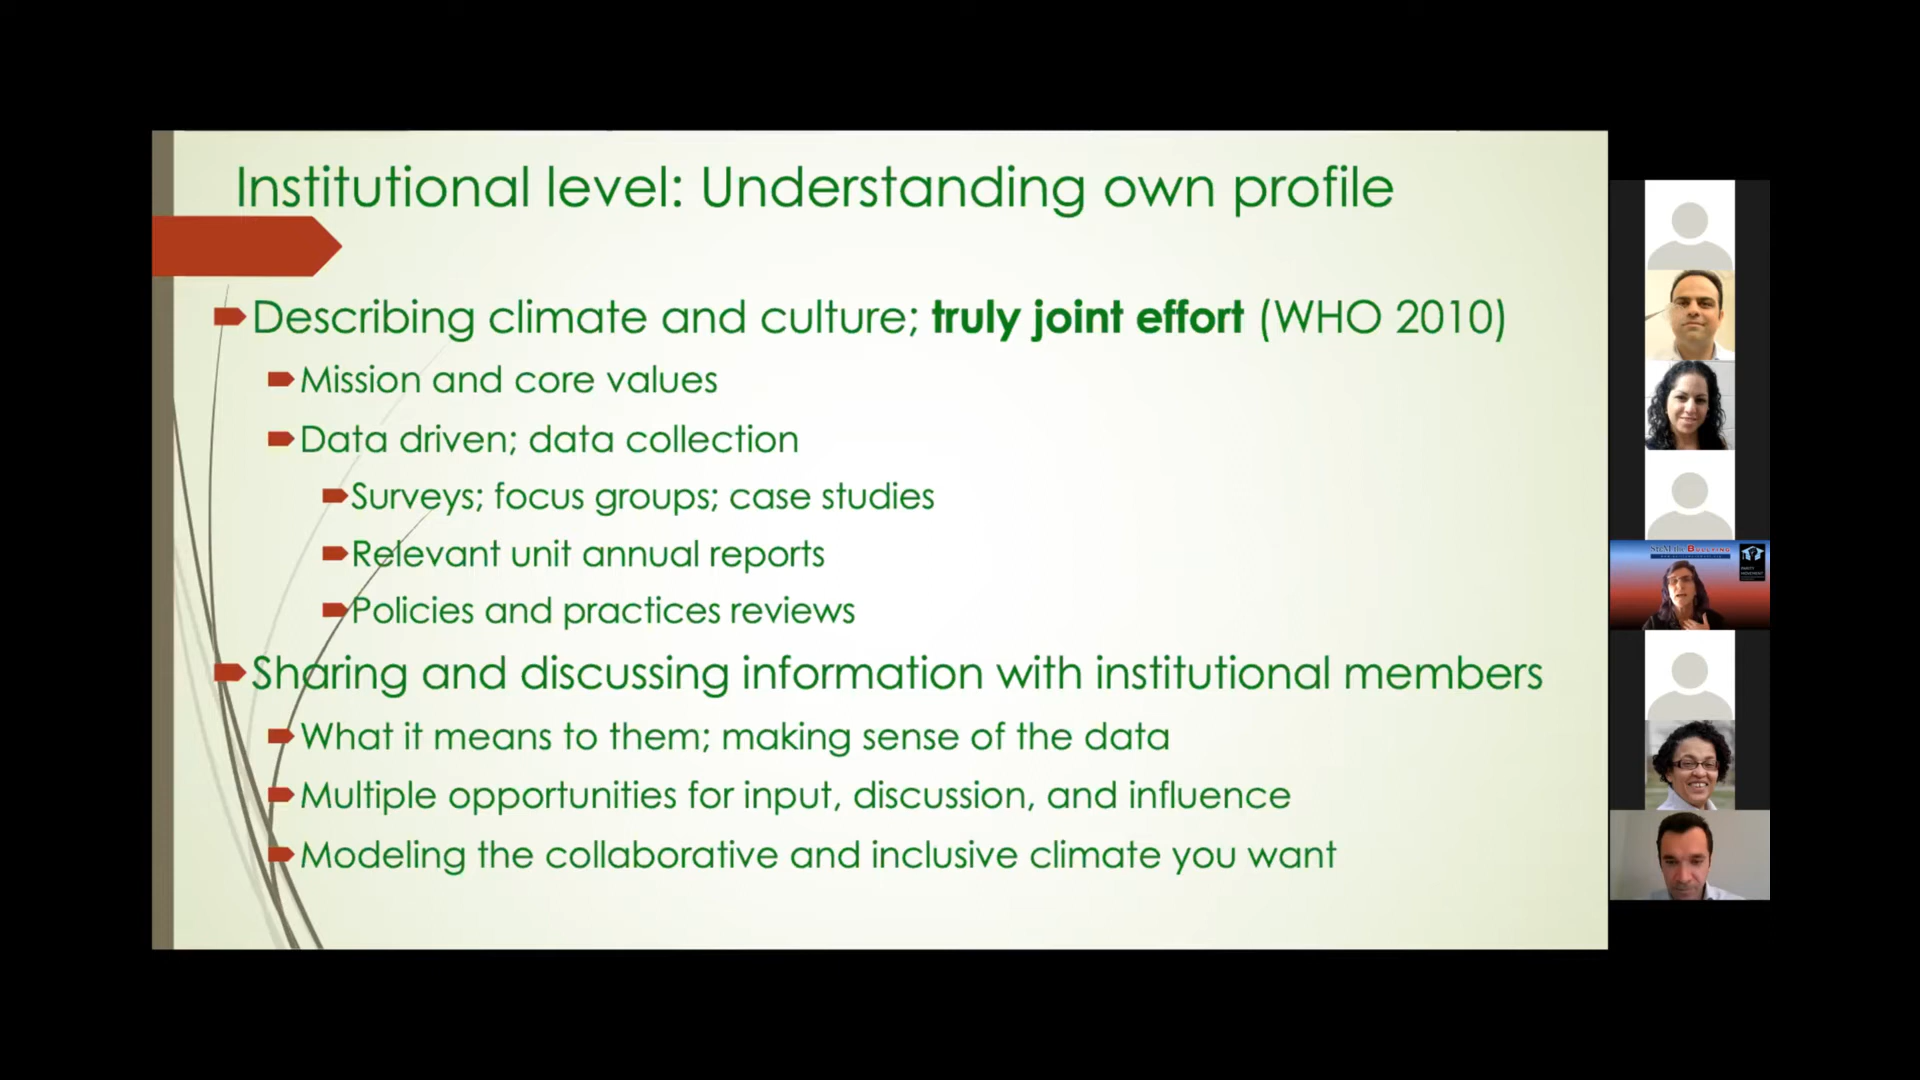 Institutional level: Understanding own profile
Describing climate and culture; truly joint effort (WHO 2010)
Mission and core values
Data driven; data collection
Surveys; focus groups; case studies
Relevant unit annual reports
Policies and practices reviews
Sharing and discussing information with institutional members
What it means to them; making sense of the data
Multiple opportunities for input, discussion, and influence
Modeling the collaborative and inclusive climate you want